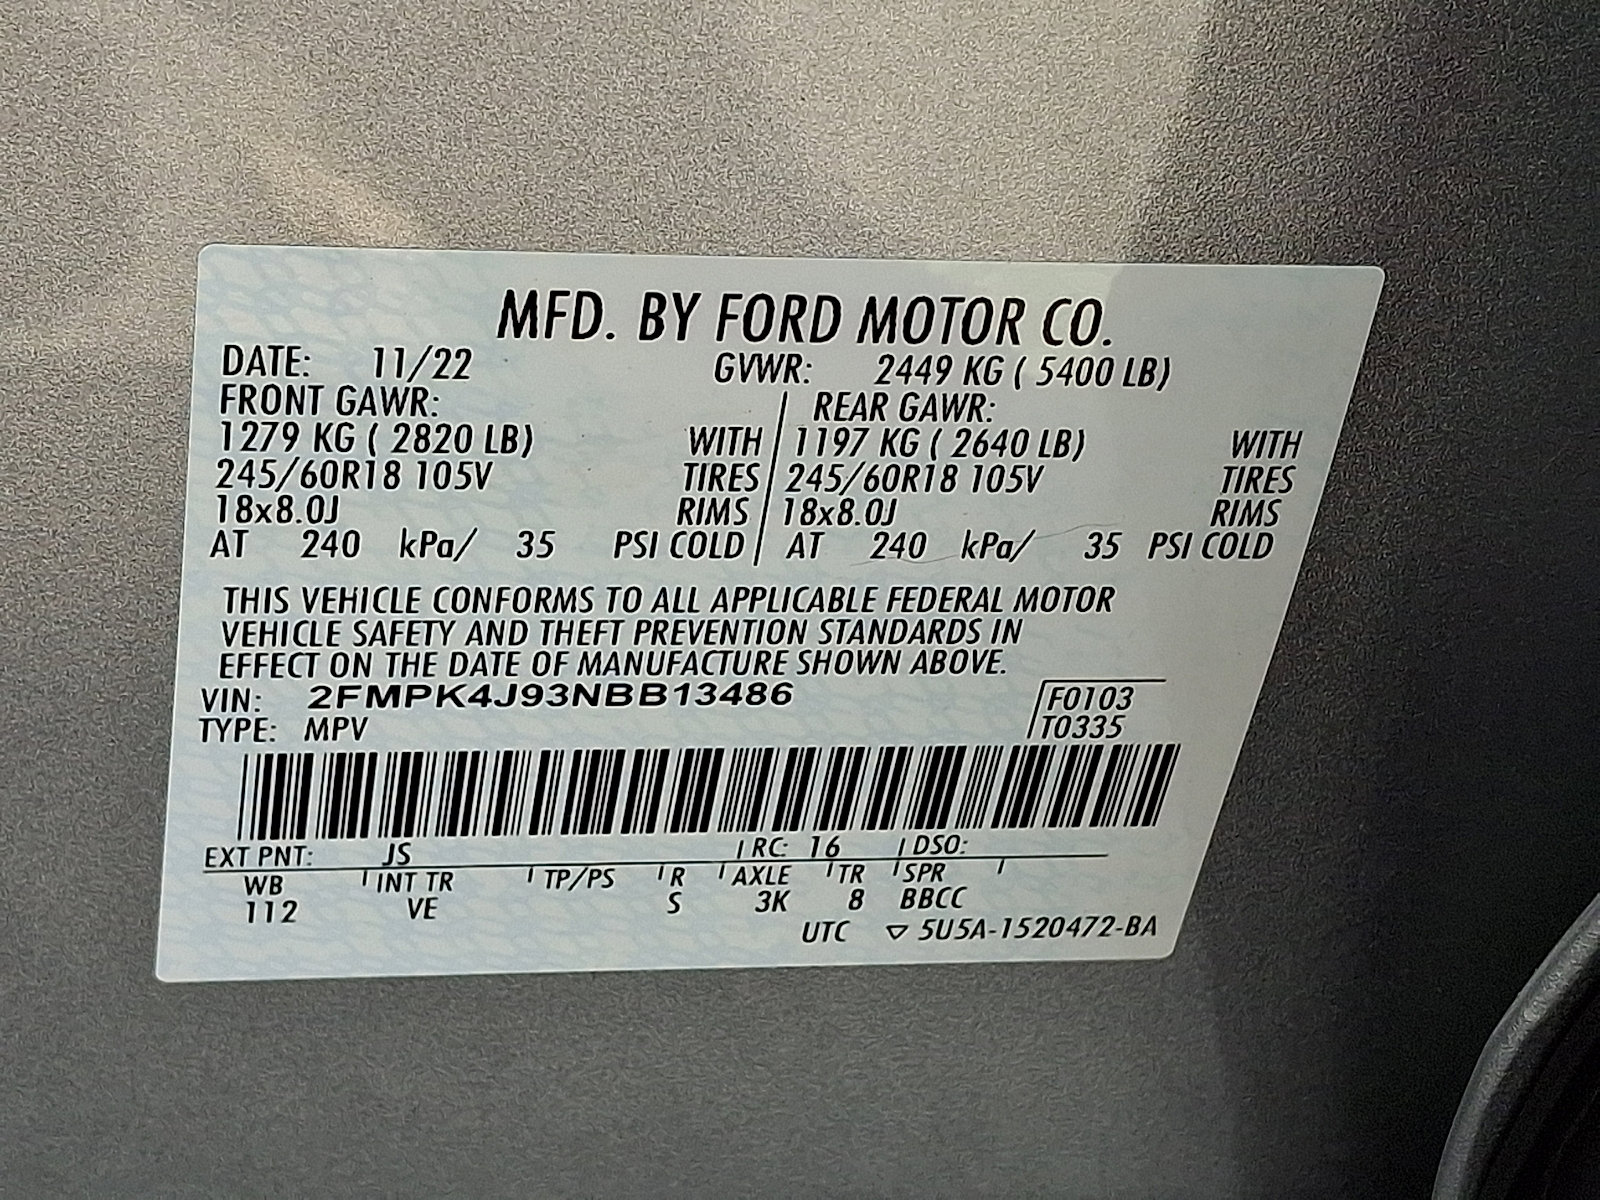 MFD. BY FORD MOTOR CO.
DATE: 11/22 GVWR: 2449 KG ( 5400 LB)
FRONT GAWR: REAR GAWR:
1279 KG ( 2820 LB) WITH 1197 KG ( 2640 LB) WITH
245/60R18 105V TIRES 245/60R18 105V TIRES
18x8.0J RIMS 18x8.0J RIMS
AT 240 kPa/ 35 PSI COLD AT 240 kPa/ 35 PSI COLD
THIS VEHICLE CONFORMS TO ALL APPLICABLE FEDERAL MOTOR
VEHICLE SAFETY AND THEFT PREVENTION STANDARDS IN
EFFECT ON THE DATE OF MANUFACTURE SHOWN ABOVE.
VIN: 2FMPK4J93NBB13486 F0103
TYPE: MPV T0335
EXT PNT: JS RC: 16 DSO:
WB INT TR TP/PS R AXLE TR SPR
112 VE S 3K 8 BBCC
UTC ▽ 5U5A-1520472-BA